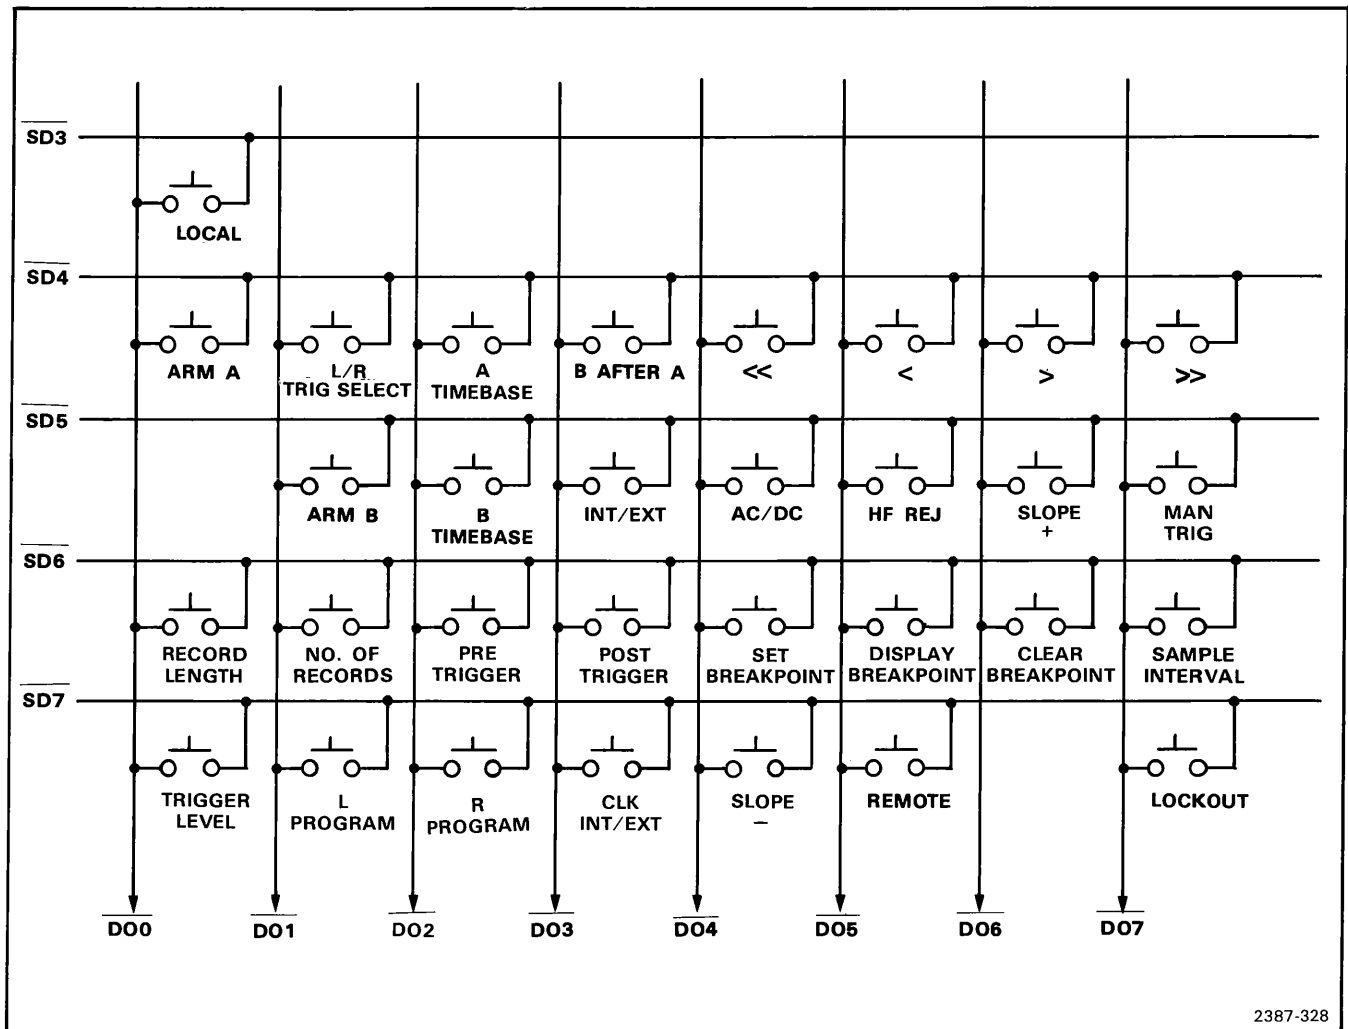 SD3
LOCAL
SD4
ARM A
L/R
TRIG SELECT
A
TIMEBASE
B AFTER A
<<
<
>
>>
SD5
ARM B
B
TIMEBASE
INT/EXT
AC/DC
HF REJ
SLOPE
+
MAN
TRIG
SD6
RECORD
LENGTH
NO. OF
RECORDS
PRE
TRIGGER
POST
TRIGGER
SET
BREAKPOINT
DISPLAY
BREAKPOINT
CLEAR
BREAKPOINT
SAMPLE
INTERVAL
SD7
TRIGGER
LEVEL
L
PROGRAM
R
PROGRAM
CLK
INT/EXT
SLOPE
–
REMOTE
LOCKOUT
DO0
DO1
DO2
DO3
DO4
DO5
DO6
DO7
2387-328